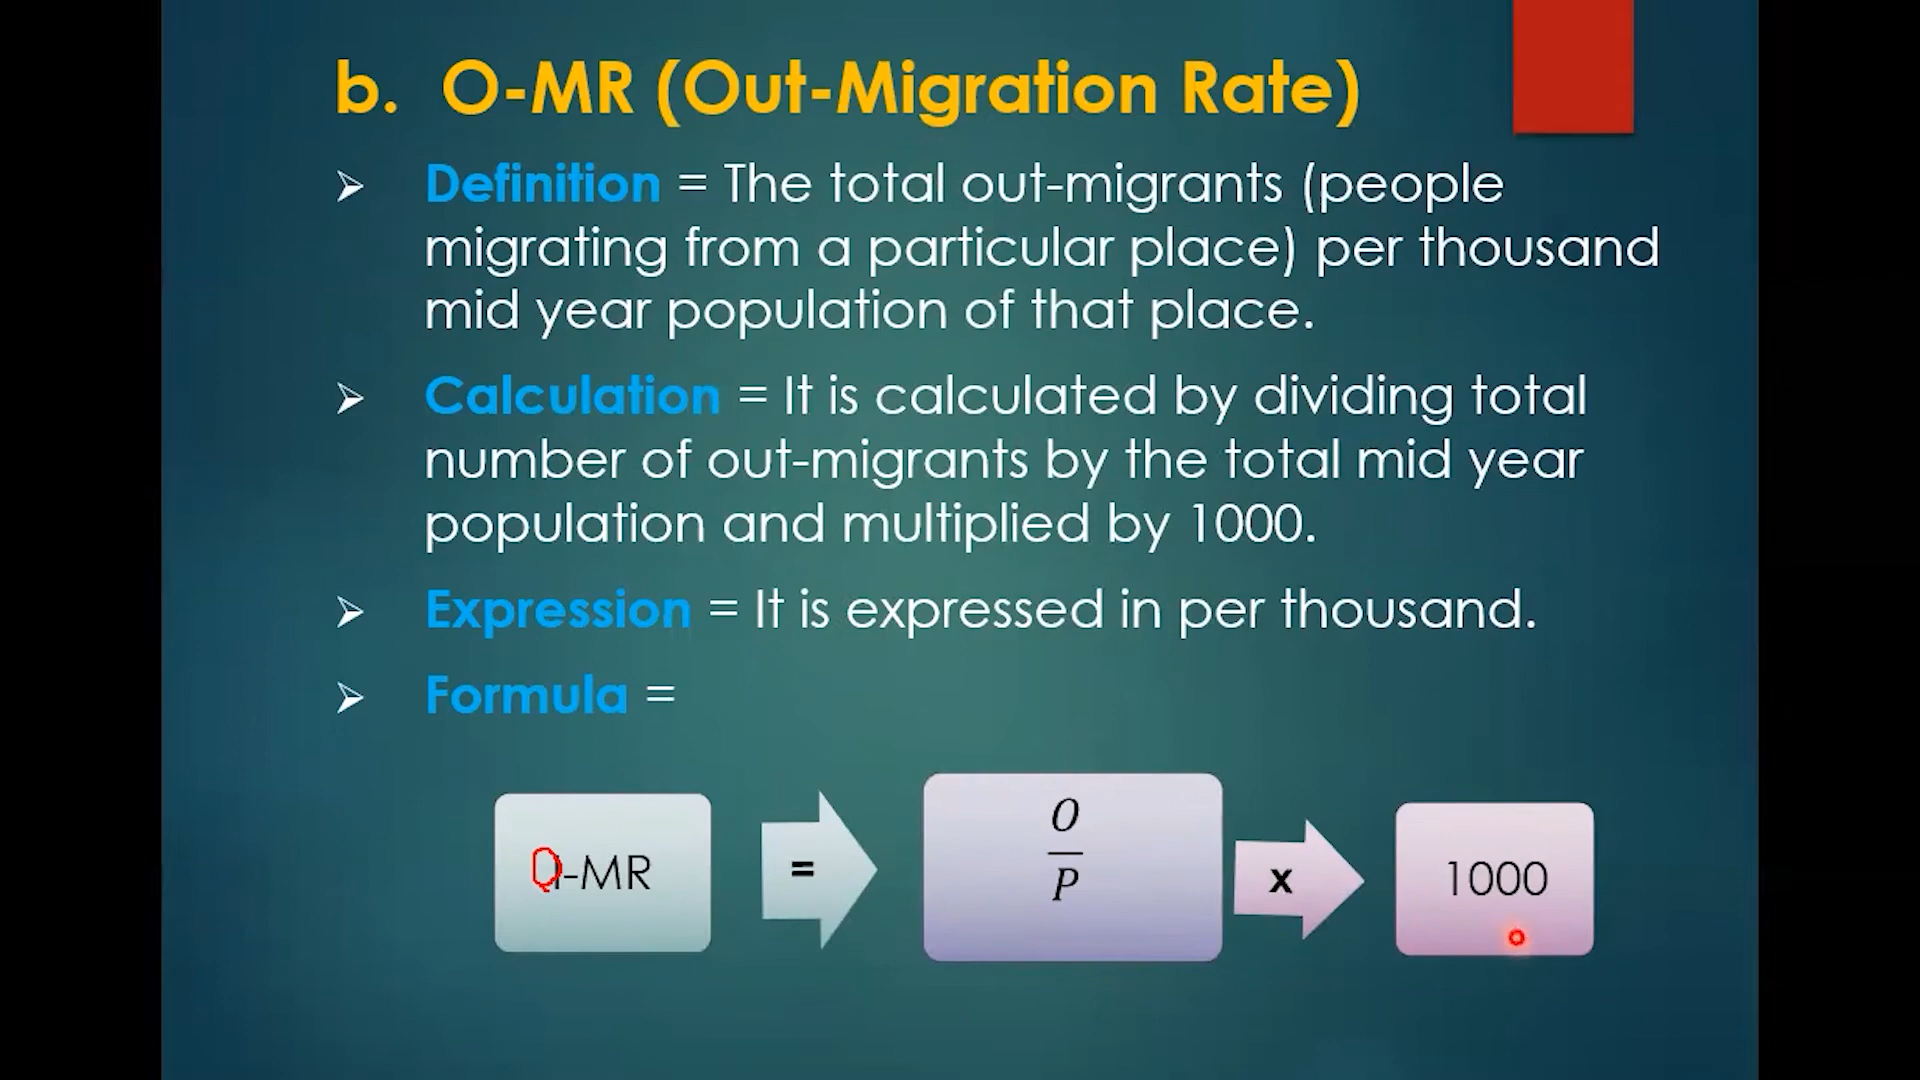 b. O-MR (Out-Migration Rate)
Definition = The total out-migrants (people
migrating from a particular place) per thousand
mid year population of that place.
Calculation = It is calculated by dividing total
number of out-migrants by the total mid year
population and multiplied by 1000.
Expression = It is expressed in per thousand.
Formula =
O-MR = O/P x 1000